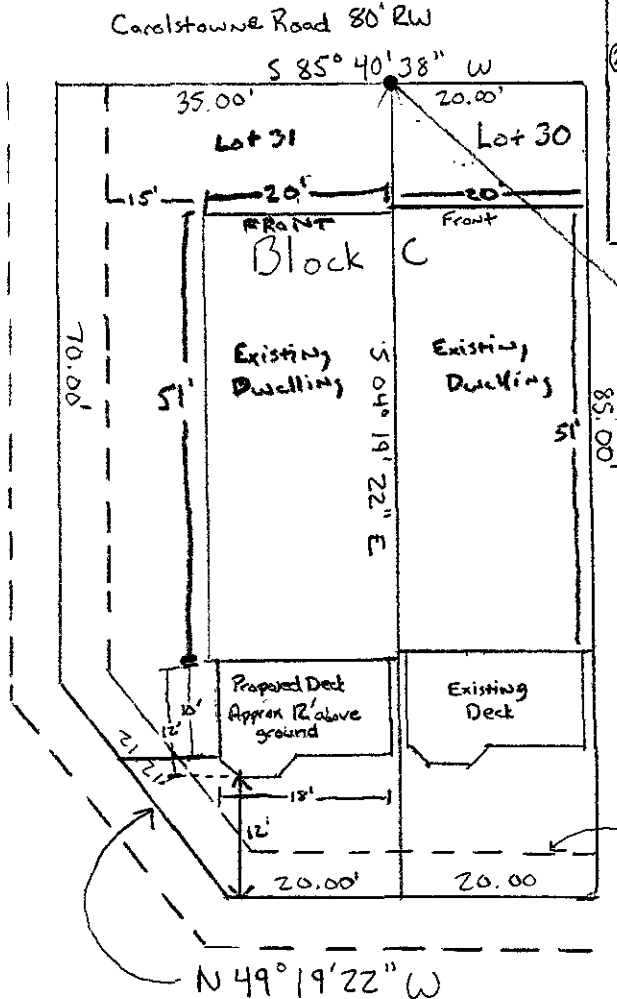 Carolstowne Road 80' RW
S 85° 40' 38" W
35.00' 20.00'
Lot 31 Lot 30
15' 20' 20'
FRONT Front
Block C
Existing Dwelling
Existing Dwelling
S 04° 19' 22" E
70.00'
51'
51'
85.00'
Proposed Deck
Approx 12' above
ground
Existing
Deck
10'
12'
12'
12'
18'
12'
20.00' 20.00
N 49° 19' 22" W